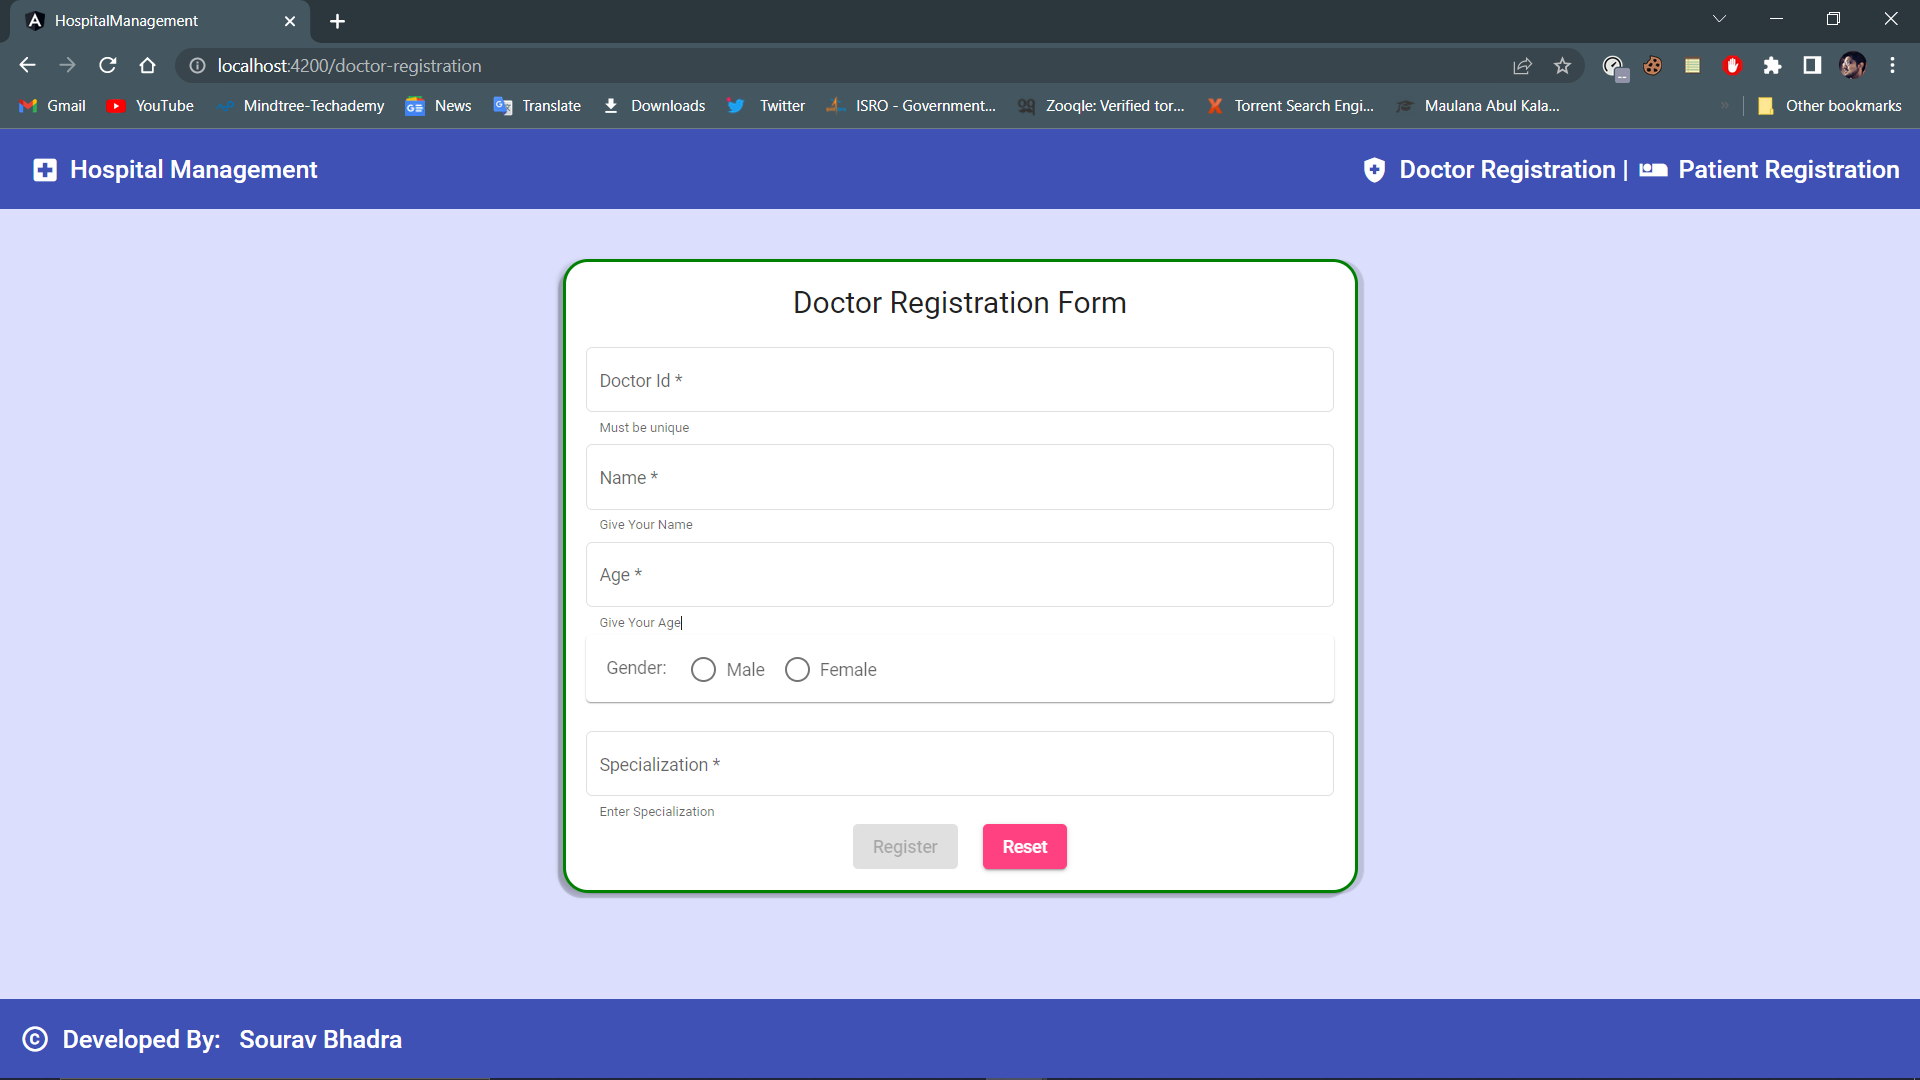 HospitalManagement
localhost:4200/doctor-registration
Gmail YouTube Mindtree-Techademy News Translate Downloads Twitter ISRO - Government... Zooqle: Verified tor... Torrent Search Engi... Maulana Abul Kala... » Other bookmarks
Hospital Management Doctor Registration | Patient Registration
Doctor Registration Form
Doctor Id *
Must be unique
Name *
Give Your Name
Age *
Give Your Age
Gender: Male Female
Specialization *
Enter Specialization
Register Reset
© Developed By: Sourav Bhadra